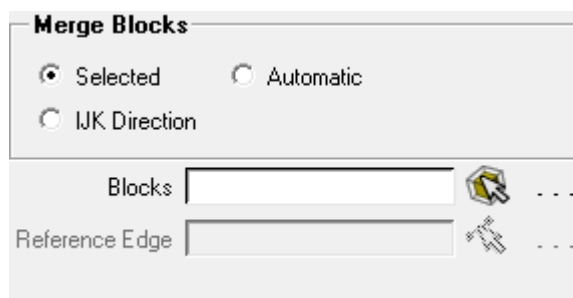 Merge Blocks
Selected Automatic
IJK Direction
Blocks ...
Reference Edge ...